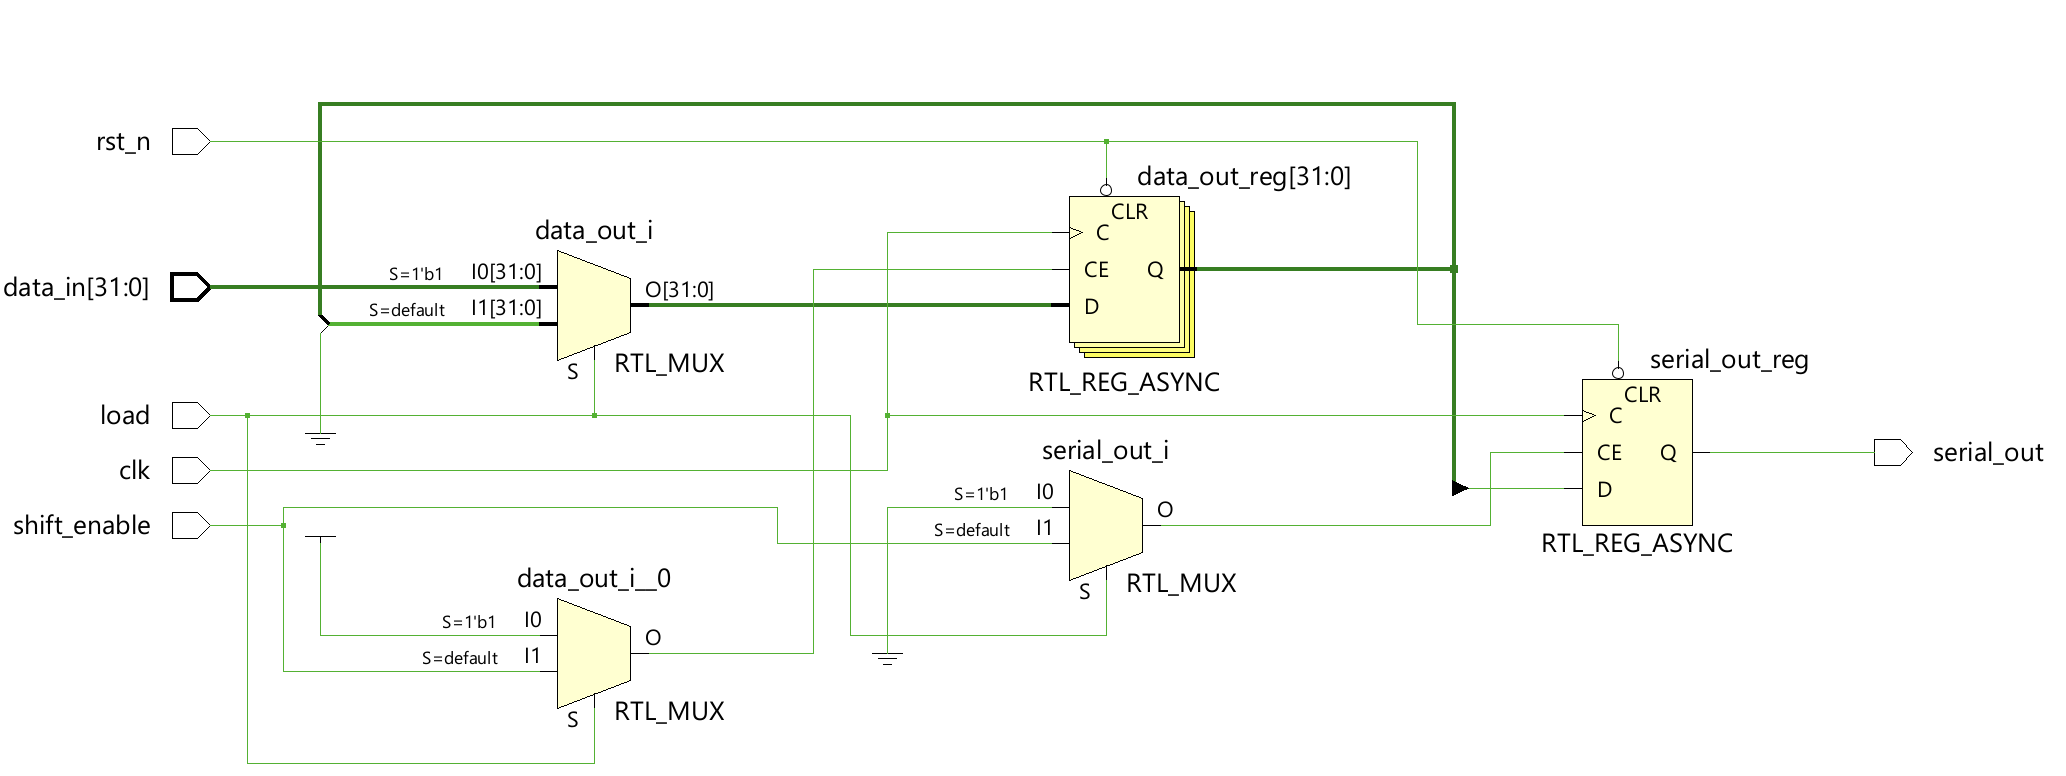 rst_n
data_out_reg[31:0]
CLR
C
CE
Q
D
RTL_REG_ASYNC
data_out_i
data_in[31:0]
S=1'b1
I0[31:0]
S=default
I1[31:0]
O[31:0]
S
RTL_MUX
serial_out_reg
CLR
C
CE
Q
D
RTL_REG_ASYNC
load
clk
shift_enable
serial_out_i
S=1'b1
I0
S=default
I1
O
S
RTL_MUX
serial_out
data_out_i__0
S=1'b1
I0
S=default
I1
O
S
RTL_MUX